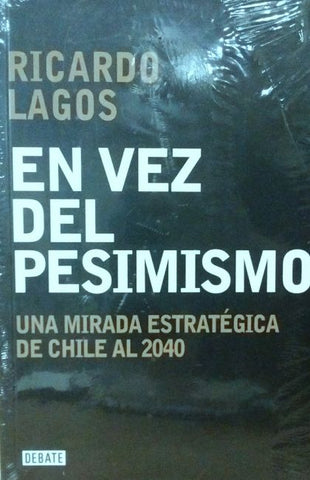 RICARDO
LAGOS
EN VEZ
DEL
PESIMISMO
UNA MIRADA ESTRATÉGICA
DE CHILE AL 2040
DEBATE